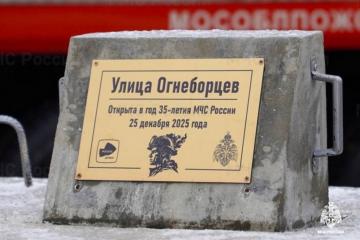 МОСОБЛПОЖ
Улица Огнеборцев
Открыта в год 35-летия МЧС России
25 декабря 2025 года